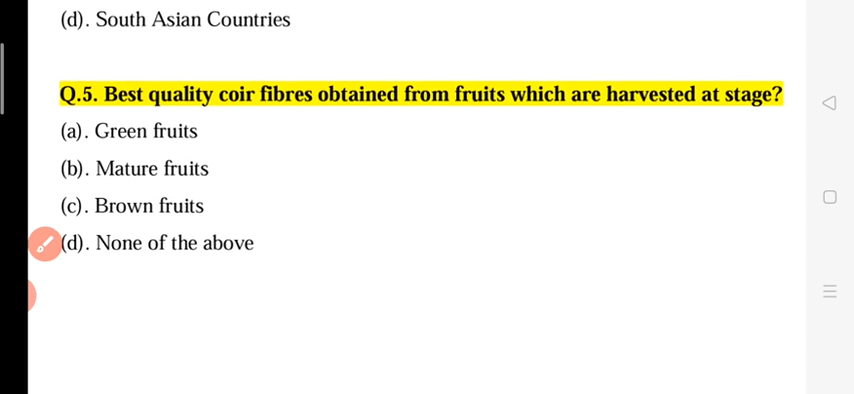 (d). South Asian Countries
Q.5. Best quality coir fibres obtained from fruits which are harvested at stage?
(a). Green fruits
(b). Mature fruits
(c). Brown fruits
(d). None of the above